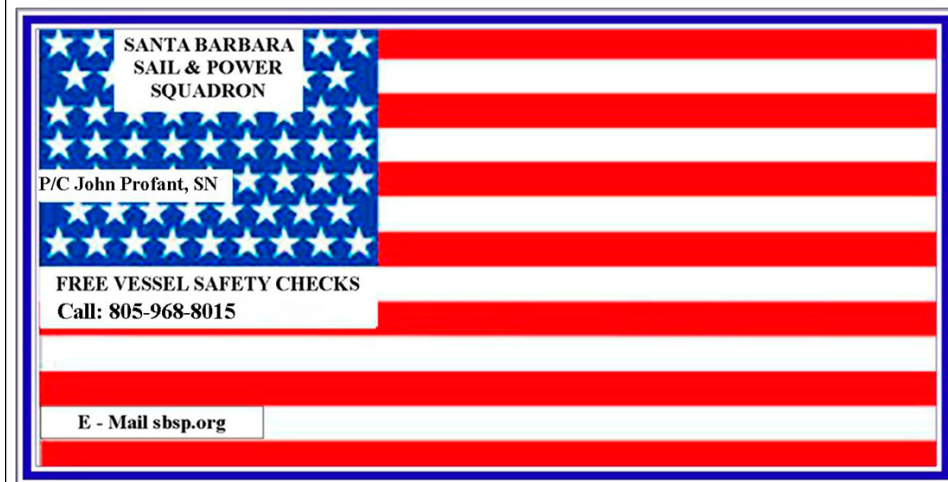 SANTA BARBARA
SAIL & POWER
SQUADRON
P/C John Profant, SN
FREE VESSEL SAFETY CHECKS
Call: 805-968-8015
E - Mail sbsp.org